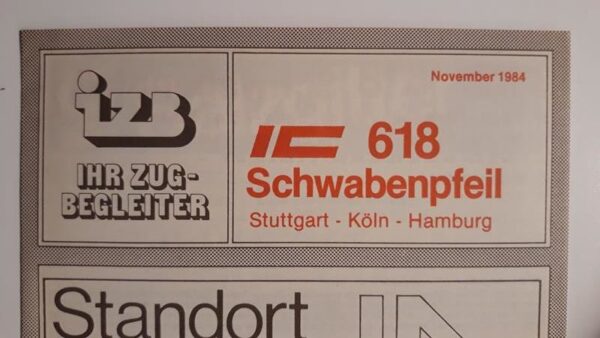 izb
IHR ZUG-
BEGLEITER
November 1984
IC 618
Schwabenpfeil
Stuttgart - Köln - Hamburg
Standort